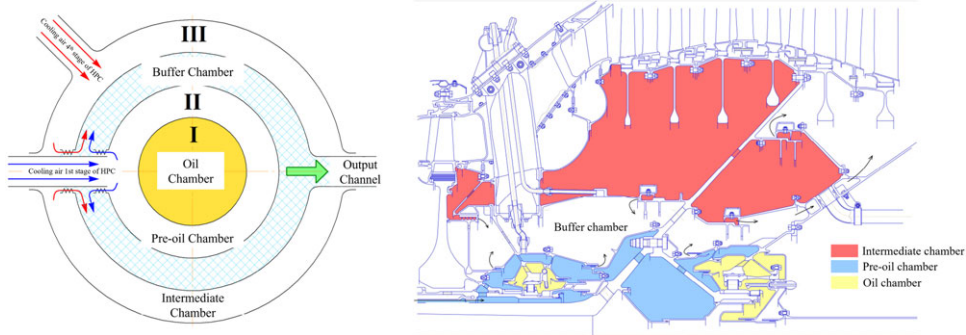 Cooling air 4th stage of HPC
III
Buffer Chamber
II
I
Oil
Chamber
Cooling air 1st stage of HPC
Output
Channel
Pre-oil Chamber
Intermediate
Chamber
Buffer chamber
Intermediate chamber
Pre-oil chamber
Oil chamber